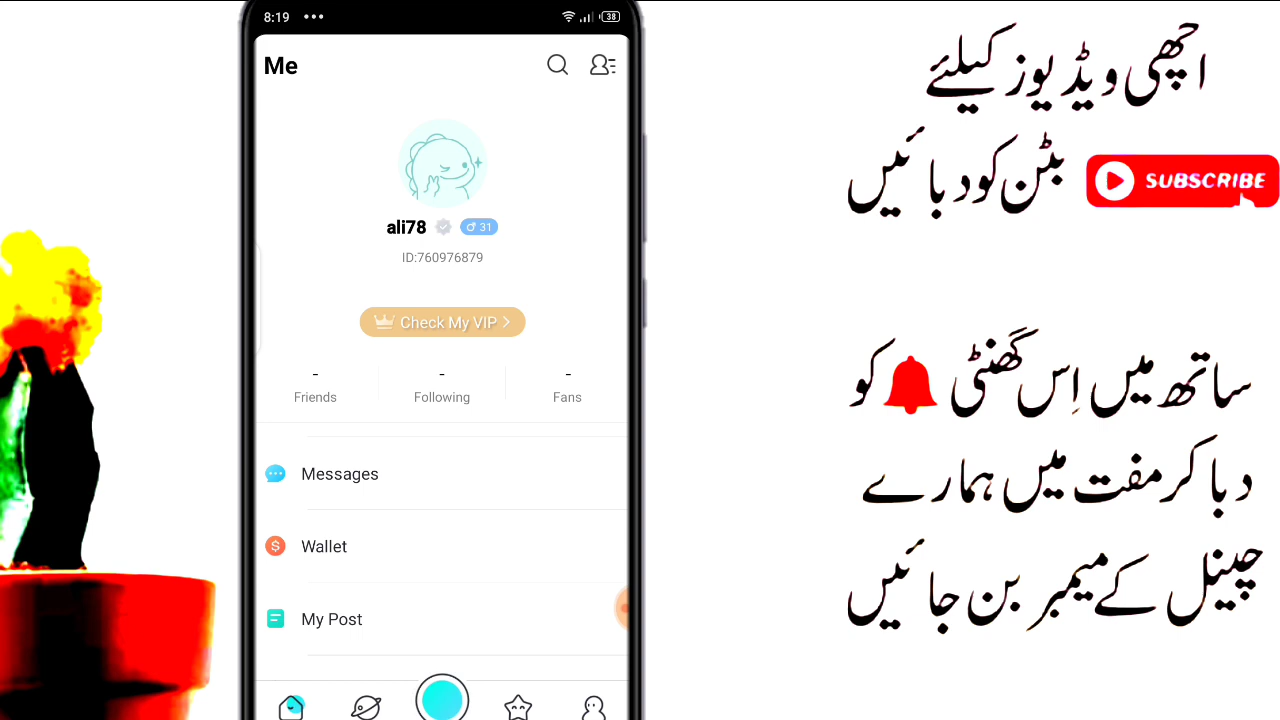 8:19
38
Me
ali78
31
ID:760976879
Check My VIP
- - -
Friends Following Fans
Messages
Wallet
My Post
اچھی ویڈیوز کیلئے
SUBSCRIBE بٹن کو دبائیں
ساتھ میں اِس گھنٹی کو
دبا کر مفت میں ہمارے
چینل کے میمبر بن جائیں